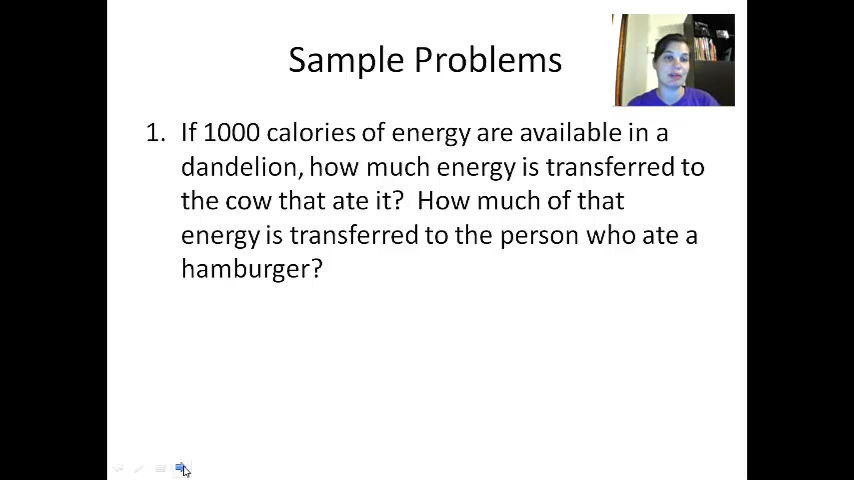 Sample Problems
1. If 1000 calories of energy are available in a
dandelion, how much energy is transferred to
the cow that ate it?  How much of that
energy is transferred to the person who ate a
hamburger?